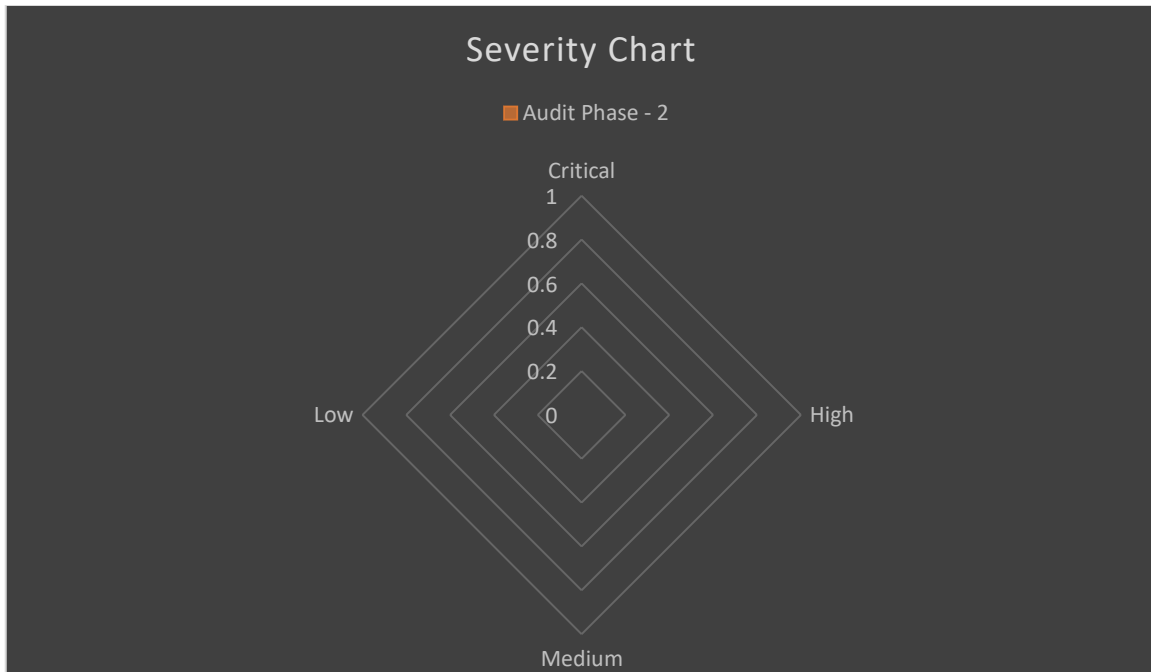 Severity Chart
Audit Phase - 2
Critical
1
0.8
0.6
0.4
0.2
Low
0
High
Medium